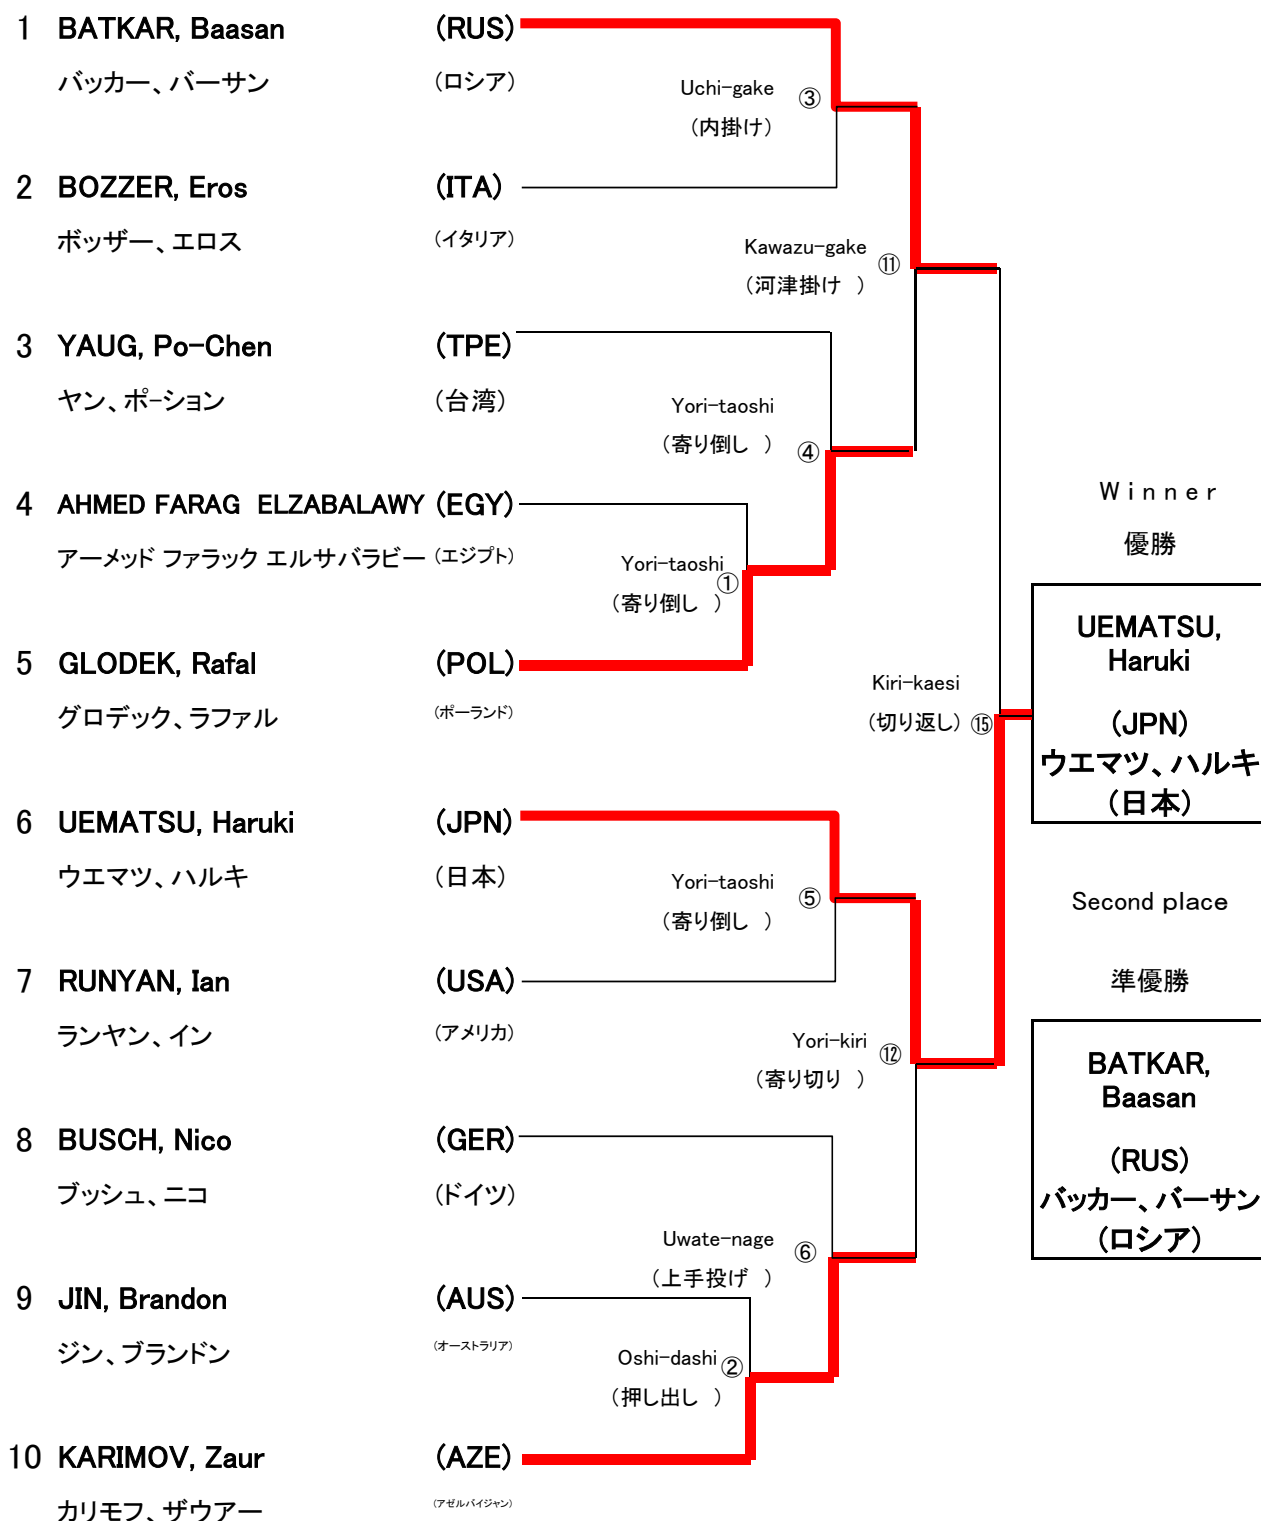 1 BATKAR, Baasan (RUS)
バッカー、バーサン (ロシア)
Uchi-gake ③
（内掛け）
2 BOZZER, Eros (ITA)
ボッザー、エロス (イタリア)
Kawazu-gake ⑪
（河津掛け ）
3 YAUG, Po-Chen (TPE)
ヤン、ポ-ション (台湾)
Yori-taoshi
（寄り倒し ） ④
4 AHMED FARAG ELZABALAWY (EGY)
アーメッド ファラック エルサバラビー (エジプト)
Yori-taoshi ①
（寄り倒し ）
5 GLODEK, Rafal (POL)
グロデック、ラファル (ポーランド)
Kiri-kaesi
（切り返し） ⑮
6 UEMATSU, Haruki (JPN)
ウエマツ、ハルキ (日本)
Yori-taoshi ⑤
（寄り倒し ）
7 RUNYAN, Ian (USA)
ランヤン、イン (アメリカ)
Yori-kiri ⑫
（寄り切り ）
8 BUSCH, Nico (GER)
ブッシュ、ニコ (ドイツ)
Uwate-nage ⑥
（上手投げ ）
9 JIN, Brandon (AUS)
ジン、ブランドン (オーストラリア)
Oshi-dashi ②
（押し出し ）
10 KARIMOV, Zaur (AZE)
カリモフ、ザウアー (アゼルバイジャン)
Winner
優勝
UEMATSU,
Haruki
(JPN)
ウエマツ、ハルキ
(日本)
Second place
準優勝
BATKAR,
Baasan
(RUS)
バッカー、バーサン
(ロシア)